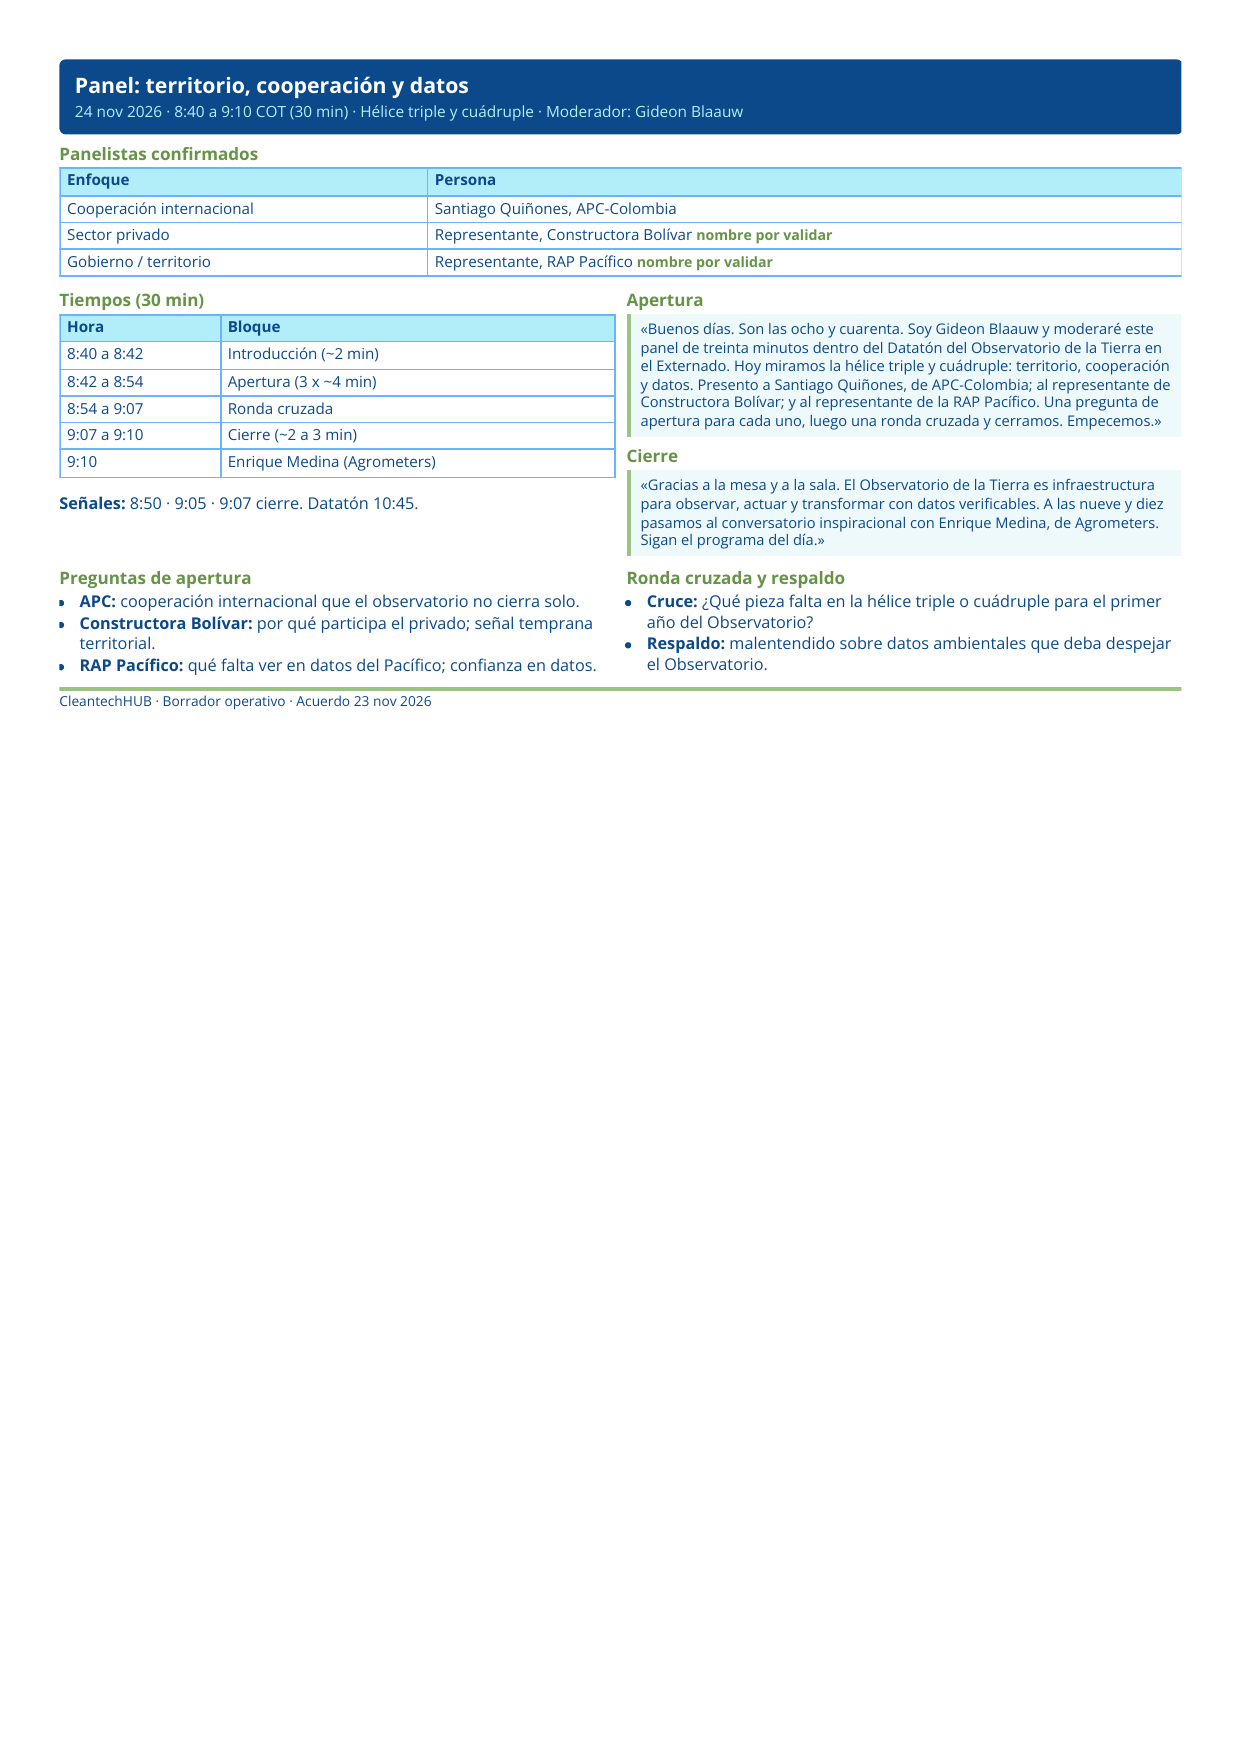 Panel: territorio, cooperación y datos
24 nov 2026 · 8:40 a 9:10 COT (30 min) · Hélice triple y cuádruple · Moderador: Gideon Blaauw
Panelistas confirmados
Enfoque Persona
Cooperación internacional Santiago Quiñones, APC-Colombia
Sector privado Representante, Constructora Bolívar nombre por validar
Gobierno / territorio Representante, RAP Pacífico nombre por validar
Tiempos (30 min)
Hora Bloque
8:40 a 8:42 Introducción (~2 min)
8:42 a 8:54 Apertura (3 x ~4 min)
8:54 a 9:07 Ronda cruzada
9:07 a 9:10 Cierre (~2 a 3 min)
9:10 Enrique Medina (Agrometers)
Señales: 8:50 · 9:05 · 9:07 cierre. Datatón 10:45.
Apertura
«Buenos días. Son las ocho y cuarenta. Soy Gideon Blaauw y moderaré este
panel de treinta minutos dentro del Datatón del Observatorio de la Tierra en
el Externado. Hoy miramos la hélice triple y cuádruple: territorio, cooperación
y datos. Presento a Santiago Quiñones, de APC-Colombia; al representante de
Constructora Bolívar; y al representante de la RAP Pacífico. Una pregunta de
apertura para cada uno, luego una ronda cruzada y cerramos. Empecemos.»
Cierre
«Gracias a la mesa y a la sala. El Observatorio de la Tierra es infraestructura
para observar, actuar y transformar con datos verificables. A las nueve y diez
pasamos al conversatorio inspiracional con Enrique Medina, de Agrometers.
Sigan el programa del día.»
Preguntas de apertura
• APC: cooperación internacional que el observatorio no cierra solo.
• Constructora Bolívar: por qué participa el privado; señal temprana
territorial.
• RAP Pacífico: qué falta ver en datos del Pacífico; confianza en datos.
Ronda cruzada y respaldo
• Cruce: ¿Qué pieza falta en la hélice triple o cuádruple para el primer
año del Observatorio?
• Respaldo: malentendido sobre datos ambientales que deba despejar
el Observatorio.
CleantechHUB · Borrador operativo · Acuerdo 23 nov 2026